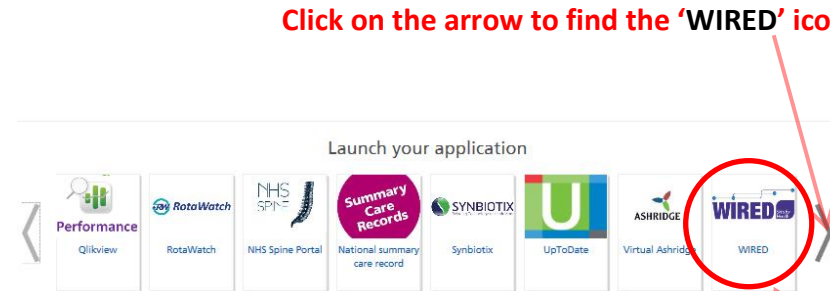 Click on the arrow to find the ‘WIRED’ ico
Launch your application
Performance
Qlikview
RotaWatch
RotaWatch
NHS
SPINE
NHS Spine Portal
Summary
Care
Records
National summary
care record
SYNBIOTIX
Synbiotix
U
UpToDate
ASHRIDGE
Virtual Ashridge
WIRED
WIRED